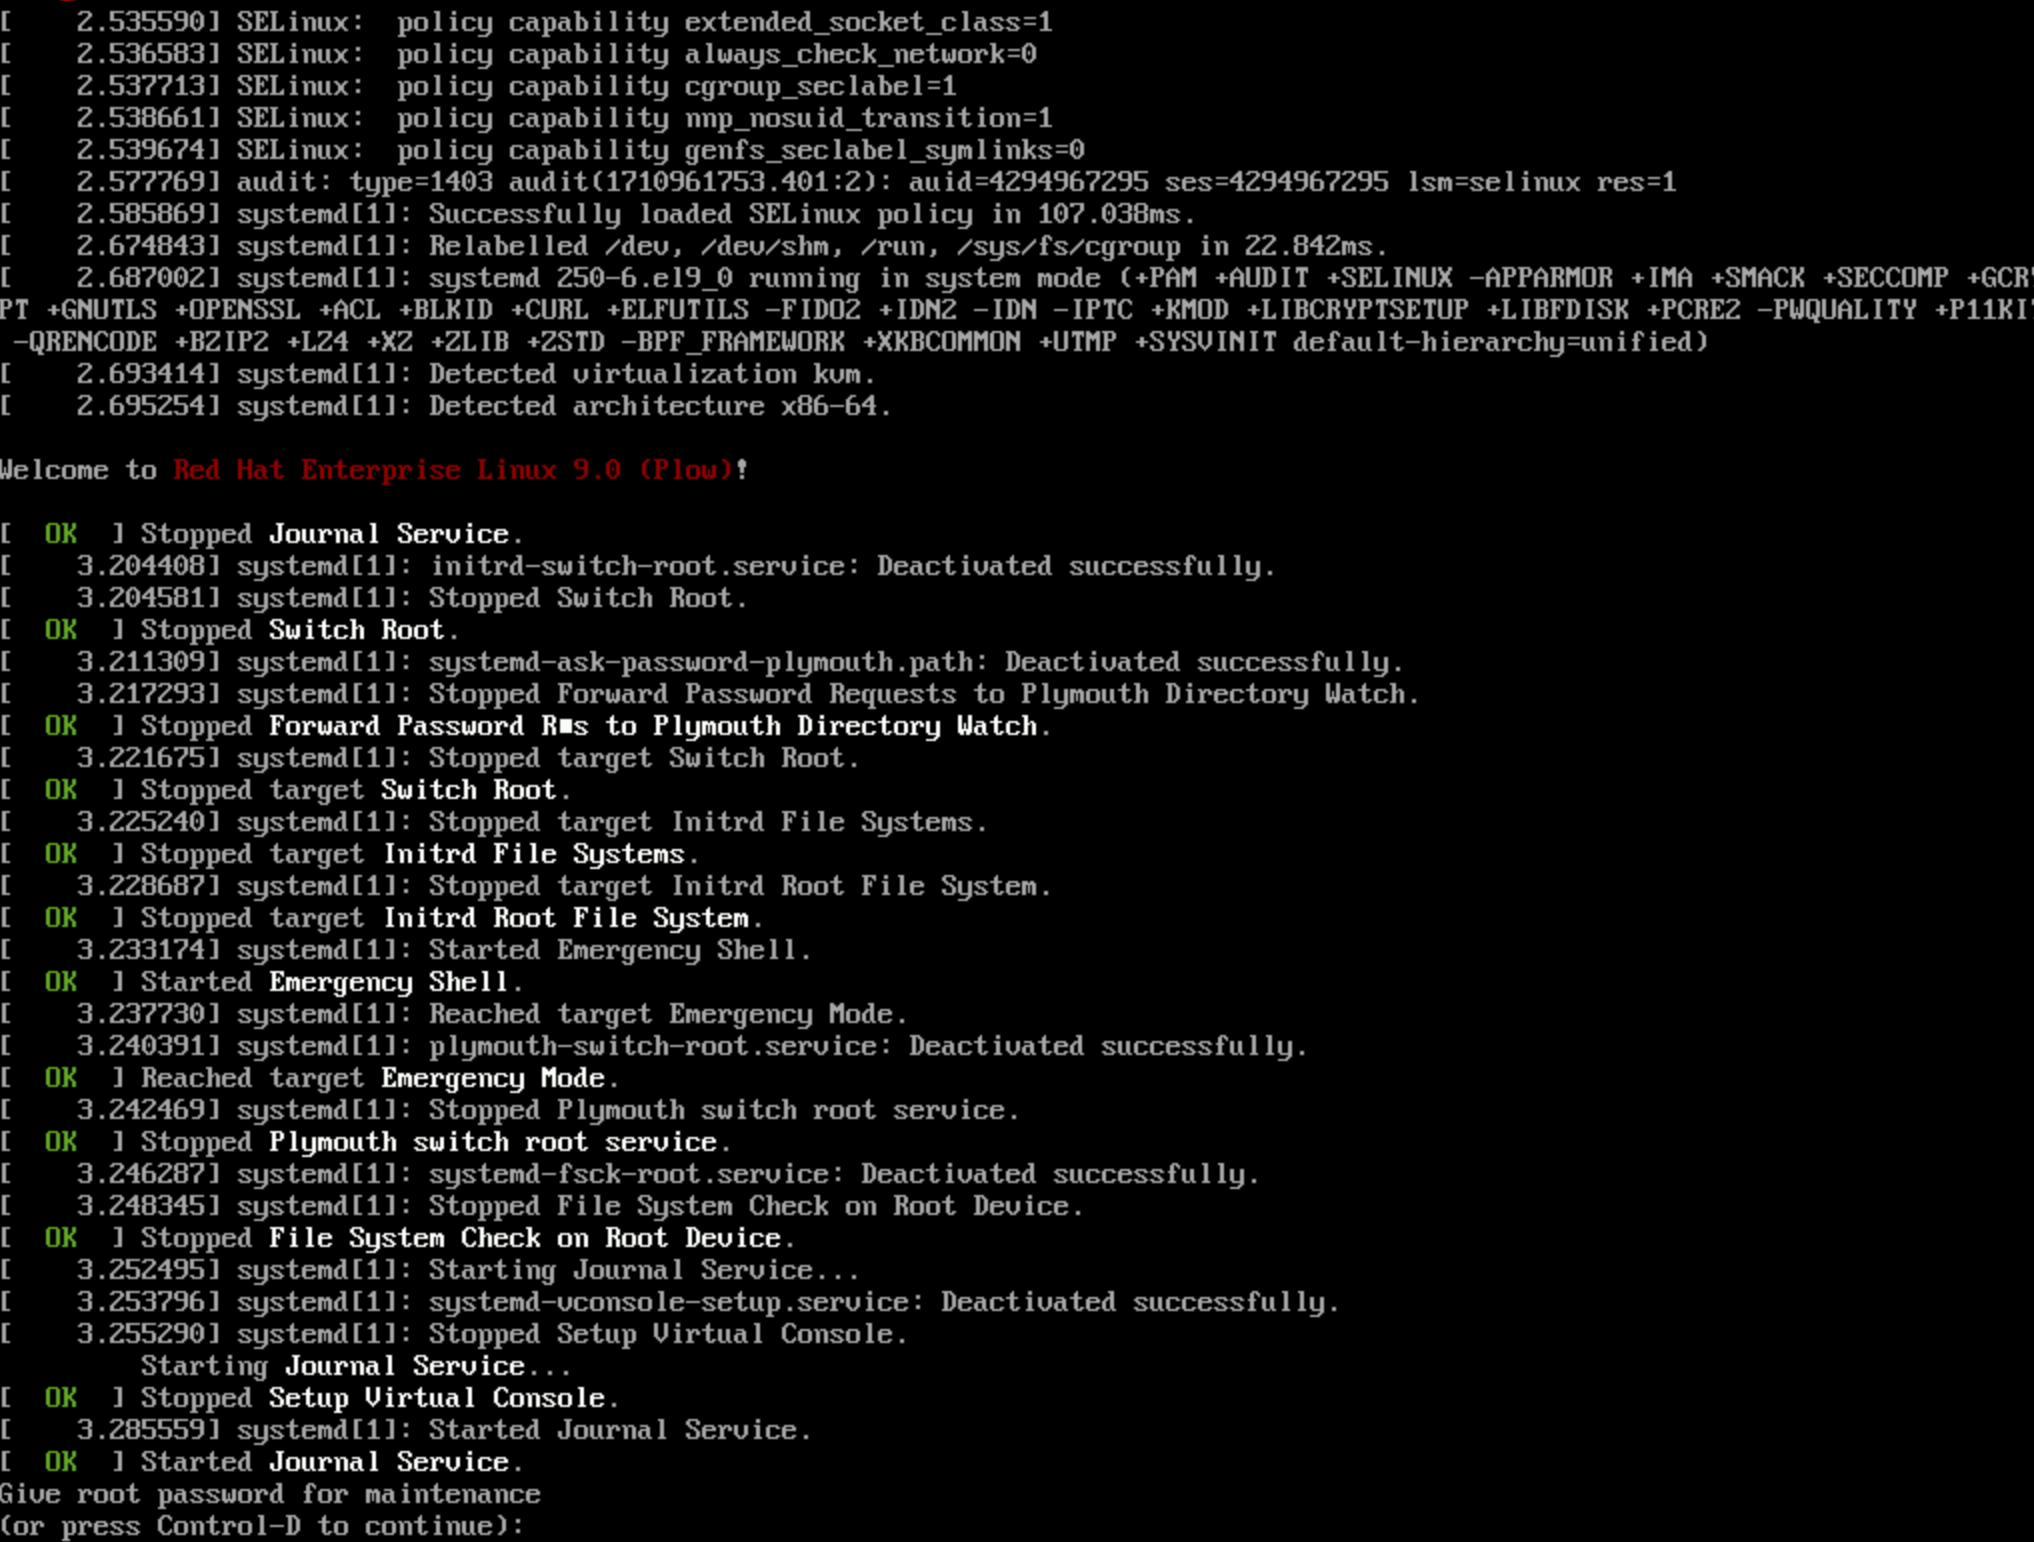 [    2.535590] SELinux:  policy capability extended_socket_class=1
[    2.536583] SELinux:  policy capability always_check_network=0
[    2.537713] SELinux:  policy capability cgroup_seclabel=1
[    2.538661] SELinux:  policy capability nnp_nosuid_transition=1
[    2.539674] SELinux:  policy capability genfs_seclabel_symlinks=0
[    2.577769] audit: type=1403 audit(1710961753.401:2): auid=4294967295 ses=4294967295 lsm=selinux res=1
[    2.585869] systemd[1]: Successfully loaded SELinux policy in 107.038ms.
[    2.674843] systemd[1]: Relabelled /dev, /dev/shm, /run, /sys/fs/cgroup in 22.842ms.
[    2.687002] systemd[1]: systemd 250-6.el9_0 running in system mode (+PAM +AUDIT +SELINUX -APPARMOR +IMA +SMACK +SECCOMP +GCRY
PT +GNUTLS +OPENSSL +ACL +BLKID +CURL +ELFUTILS -FIDO2 +IDN2 -IDN -IPTC +KMOD +LIBCRYPTSETUP +LIBFDISK +PCRE2 -PWQUALITY +P11KIT
 -QRENCODE +BZIP2 +LZ4 +XZ +ZLIB +ZSTD -BPF_FRAMEWORK +XKBCOMMON +UTMP +SYSVINIT default-hierarchy=unified)
[    2.693414] systemd[1]: Detected virtualization kvm.
[    2.695254] systemd[1]: Detected architecture x86-64.
Welcome to Red Hat Enterprise Linux 9.0 (Plow)!
[  OK  ] Stopped Journal Service.
[    3.204408] systemd[1]: initrd-switch-root.service: Deactivated successfully.
[    3.204581] systemd[1]: Stopped Switch Root.
[  OK  ] Stopped Switch Root.
[    3.211309] systemd[1]: systemd-ask-password-plymouth.path: Deactivated successfully.
[    3.217293] systemd[1]: Stopped Forward Password Requests to Plymouth Directory Watch.
[  OK  ] Stopped Forward Password R■s to Plymouth Directory Watch.
[    3.221675] systemd[1]: Stopped target Switch Root.
[  OK  ] Stopped target Switch Root.
[    3.225240] systemd[1]: Stopped target Initrd File Systems.
[  OK  ] Stopped target Initrd File Systems.
[    3.228687] systemd[1]: Stopped target Initrd Root File System.
[  OK  ] Stopped target Initrd Root File System.
[    3.233174] systemd[1]: Started Emergency Shell.
[  OK  ] Started Emergency Shell.
[    3.237730] systemd[1]: Reached target Emergency Mode.
[    3.240391] systemd[1]: plymouth-switch-root.service: Deactivated successfully.
[  OK  ] Reached target Emergency Mode.
[    3.242469] systemd[1]: Stopped Plymouth switch root service.
[  OK  ] Stopped Plymouth switch root service.
[    3.246287] systemd[1]: systemd-fsck-root.service: Deactivated successfully.
[    3.248345] systemd[1]: Stopped File System Check on Root Device.
[  OK  ] Stopped File System Check on Root Device.
[    3.252495] systemd[1]: Starting Journal Service...
[    3.253796] systemd[1]: systemd-vconsole-setup.service: Deactivated successfully.
[    3.255290] systemd[1]: Stopped Setup Virtual Console.
         Starting Journal Service...
[  OK  ] Stopped Setup Virtual Console.
[    3.285559] systemd[1]: Started Journal Service.
[  OK  ] Started Journal Service.
Give root password for maintenance
(or press Control-D to continue):